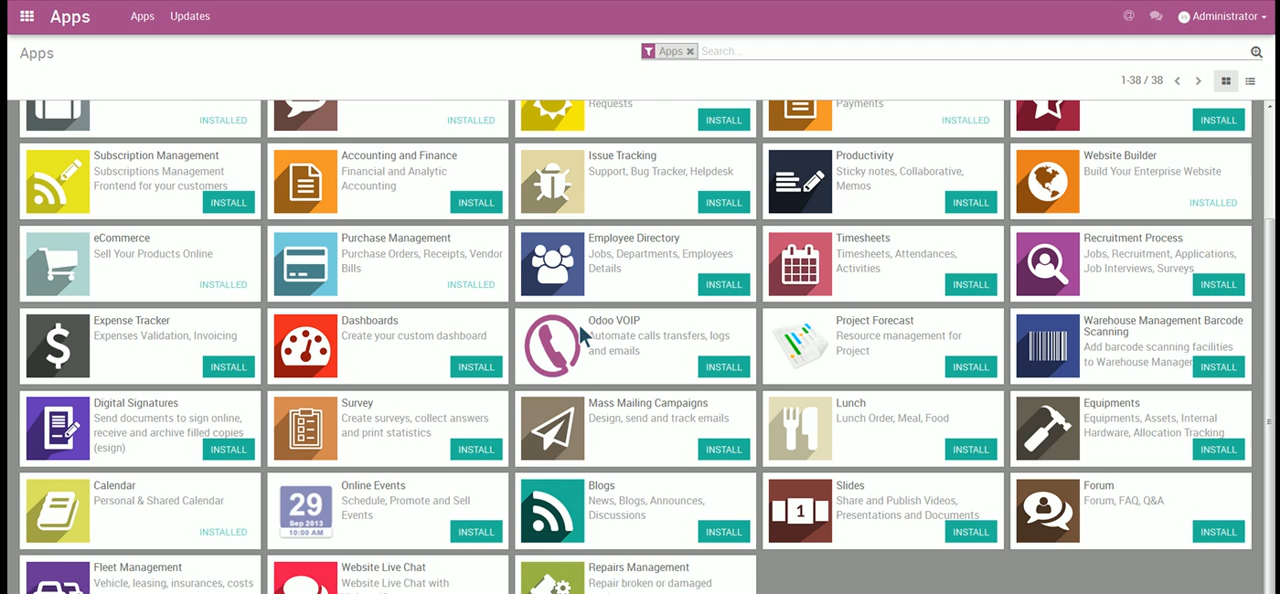 Apps
Apps
Updates
@
Administrator
Apps
Apps
Search...
1-38 / 38
INSTALLED
INSTALLED
Requests
INSTALL
Payments
INSTALLED
INSTALL
Subscription Management
Subscriptions Management
Frontend for your customers
INSTALL
Accounting and Finance
Financial and Analytic
Accounting
INSTALL
Issue Tracking
Support, Bug Tracker, Helpdesk
INSTALL
Productivity
Sticky notes, Collaborative,
Memos
INSTALL
Website Builder
Build Your Enterprise Website
INSTALLED
eCommerce
Sell Your Products Online
INSTALLED
Purchase Management
Purchase Orders, Receipts, Vendor
Bills
INSTALLED
Employee Directory
Jobs, Departments, Employees
Details
INSTALL
Timesheets
Timesheets, Attendances,
Activities
INSTALL
Recruitment Process
Jobs, Recruitment, Applications,
Job Interviews, Surveys
INSTALL
Expense Tracker
Expenses Validation, Invoicing
INSTALL
Dashboards
Create your custom dashboard
INSTALL
Odoo VOIP
Automate calls transfers, logs
and emails
INSTALL
Project Forecast
Resource management for
Project
INSTALL
Warehouse Management Barcode
Scanning
Add barcode scanning facilities
to Warehouse Manager
INSTALL
Digital Signatures
Send documents to sign online,
receive and archive filled copies
(esign)
INSTALL
Survey
Create surveys, collect answers
and print statistics
INSTALL
Mass Mailing Campaigns
Design, send and track emails
INSTALL
Lunch
Lunch Order, Meal, Food
INSTALL
Equipments
Equipments, Assets, Internal
Hardware, Allocation Tracking
INSTALL
Calendar
Personal & Shared Calendar
INSTALLED
29
Sep 2013
10:00 AM
Online Events
Schedule, Promote and Sell
Events
INSTALL
Blogs
News, Blogs, Announces,
Discussions
INSTALL
1
Slides
Share and Publish Videos,
Presentations and Documents
INSTALL
Forum
Forum, FAQ, Q&A
INSTALL
Fleet Management
Vehicle, leasing, insurances, costs
Website Live Chat
Website Live Chat with
Repairs Management
Repair broken or damaged